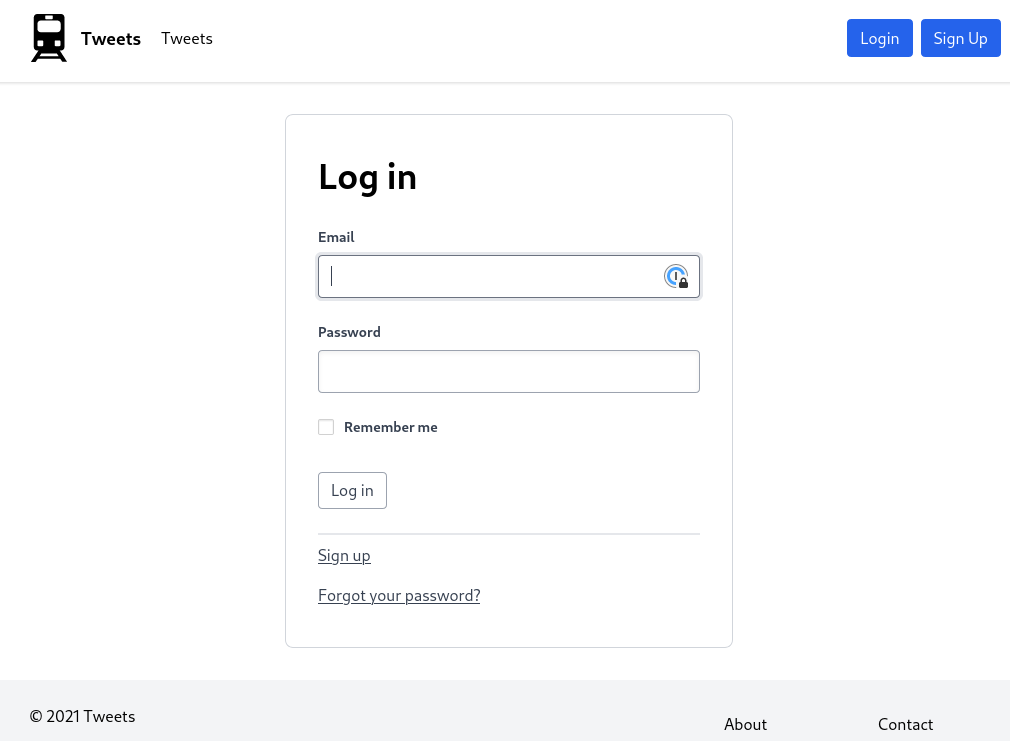 Tweets Tweets Login Sign Up
Log in
Email
Password
Remember me
Log in
Sign up
Forgot your password?
© 2021 Tweets
About Contact